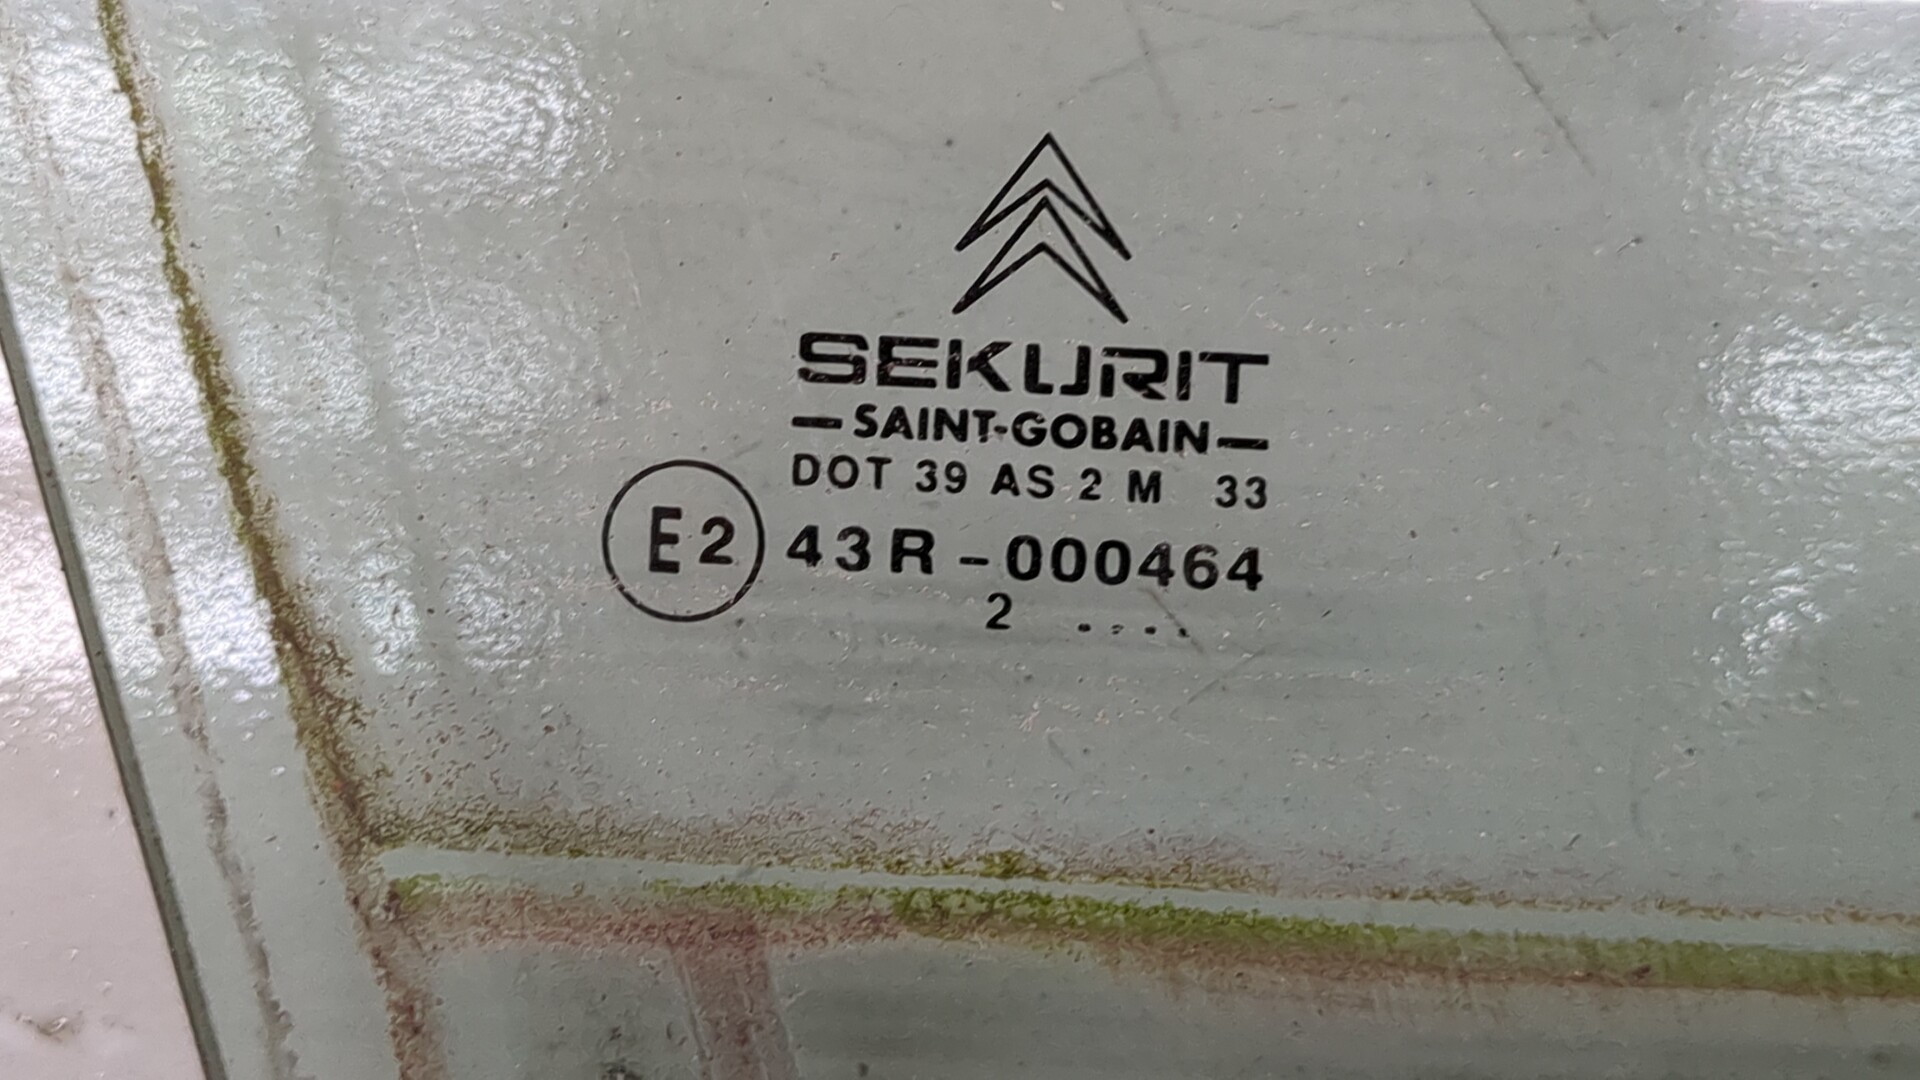 SEKURIT
—SAINT-GOBAIN—
DOT 39 AS 2 M 33
E2 43R-000464
2 ....